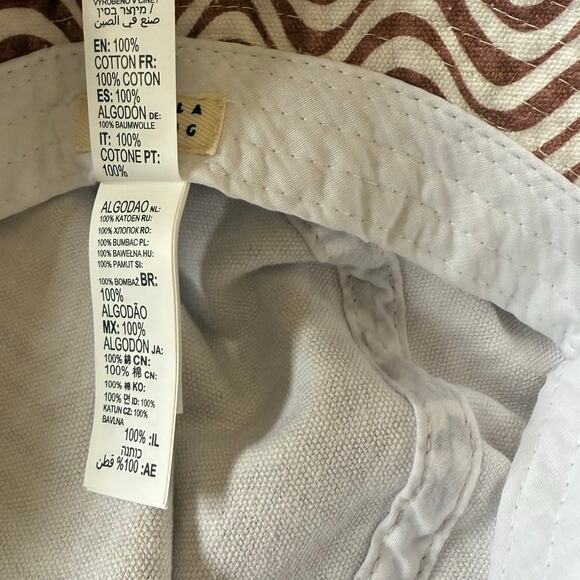 VYROBENO V ČÍNĚ /
מיוצר בסין /
صنع في الصين
EN: 100%
COTTON FR:
100% COTON
ES: 100%
ALGODÓN DE:
100% BAUMWOLLE
IT: 100%
COTONE PT:
100%
ALGODAO NL:
100% KATOEN RU:
100% ХЛОПОК RO:
100% BUMBAC PL:
100% BAWEŁNA HU:
100% PAMUT SI:
100% BOMBAŽ BR:
100%
ALGODÃO
MX: 100%
ALGODÓN JA:
100% 綿 CN:
100% 棉 CN:
100% 棉 KO:
100% 면 ID: 100%
KATUN CZ: 100%
BAVLNA
IL: 100%
כותנה
AE: 100% قطن
LA
G